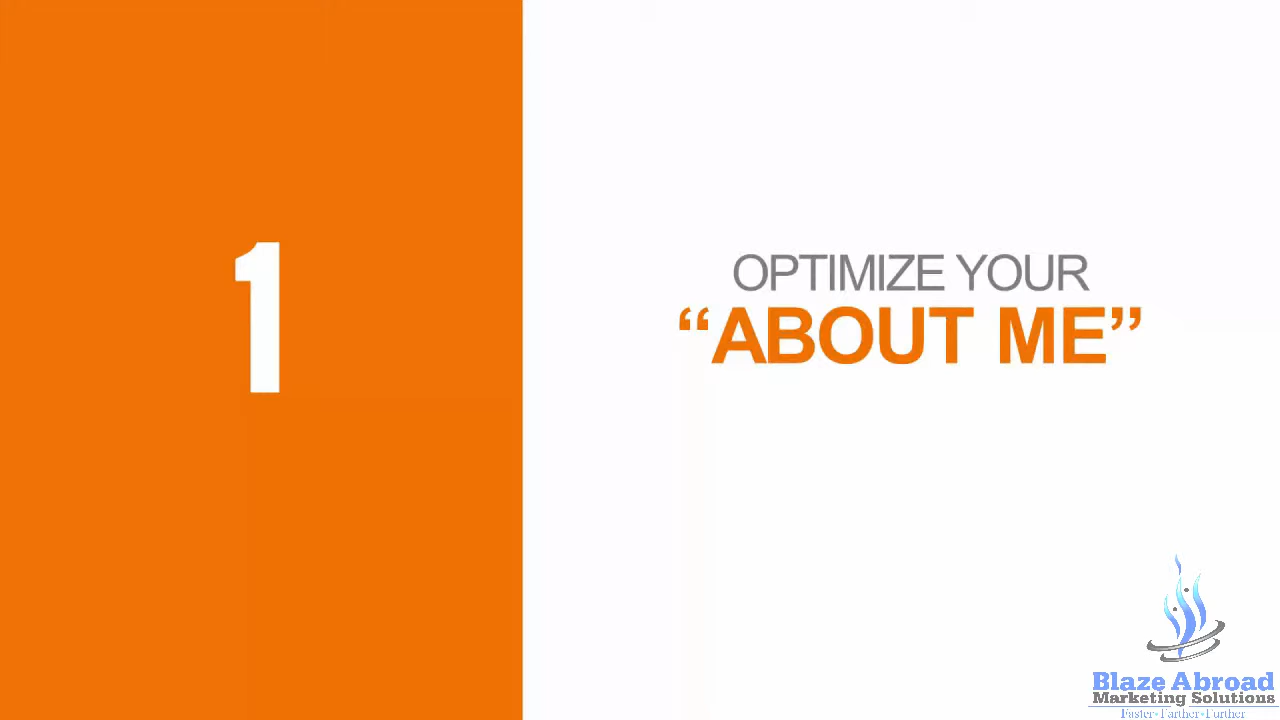 1
OPTIMIZE YOUR
“ABOUT ME”
Blaze Abroad
Marketing Solutions
Faster • Farther • Further